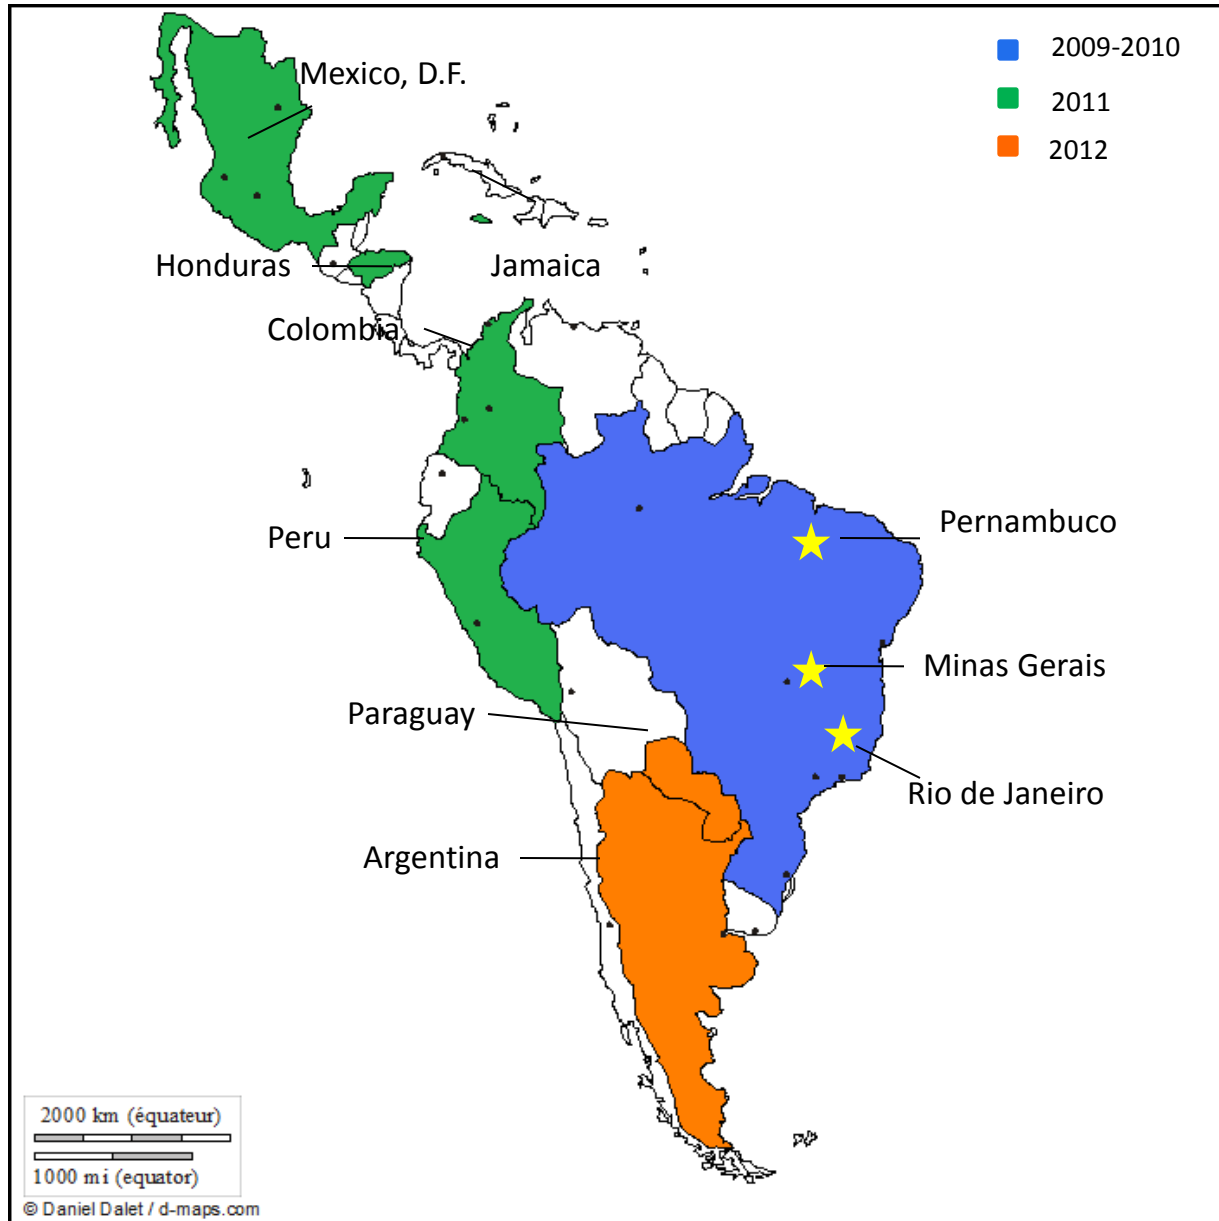 2009-2010
2011
2012
Mexico, D.F.
Honduras
Jamaica
Colombia
Peru
Pernambuco
Minas Gerais
Paraguay
Rio de Janeiro
Argentina
2000 km (équateur)
1000 mi (equator)
© Daniel Dalet / d-maps.com